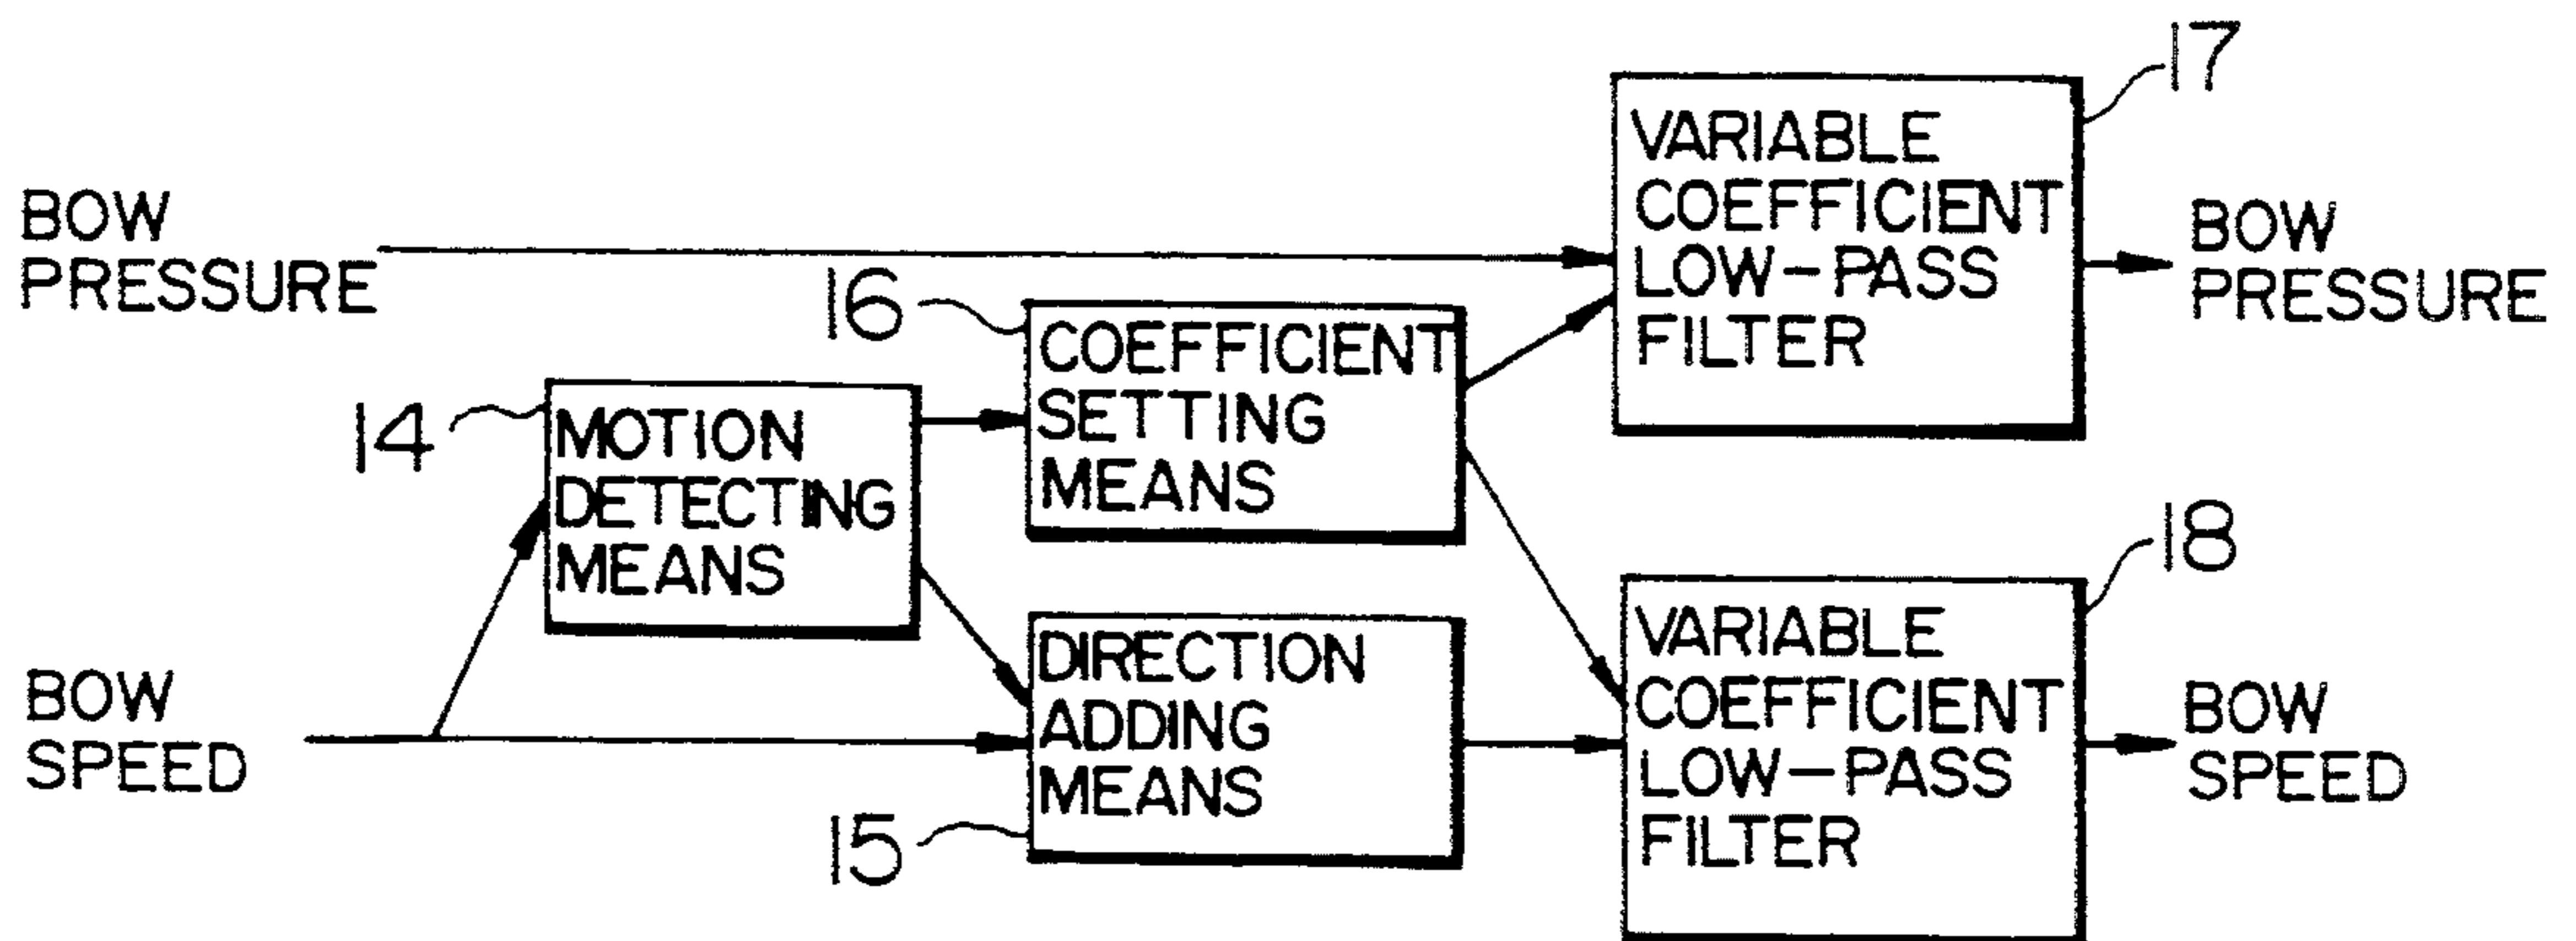 17
VARIABLE
COEFFICIENT
LOW-PASS
FILTER
BOW
PRESSURE
BOW
PRESSURE
16
COEFFICIENT
SETTING
MEANS
14
MOTION
DETECTING
MEANS
18
VARIABLE
COEFFICIENT
LOW-PASS
FILTER
DIRECTION
ADDING
MEANS
BOW
SPEED
BOW
SPEED
15